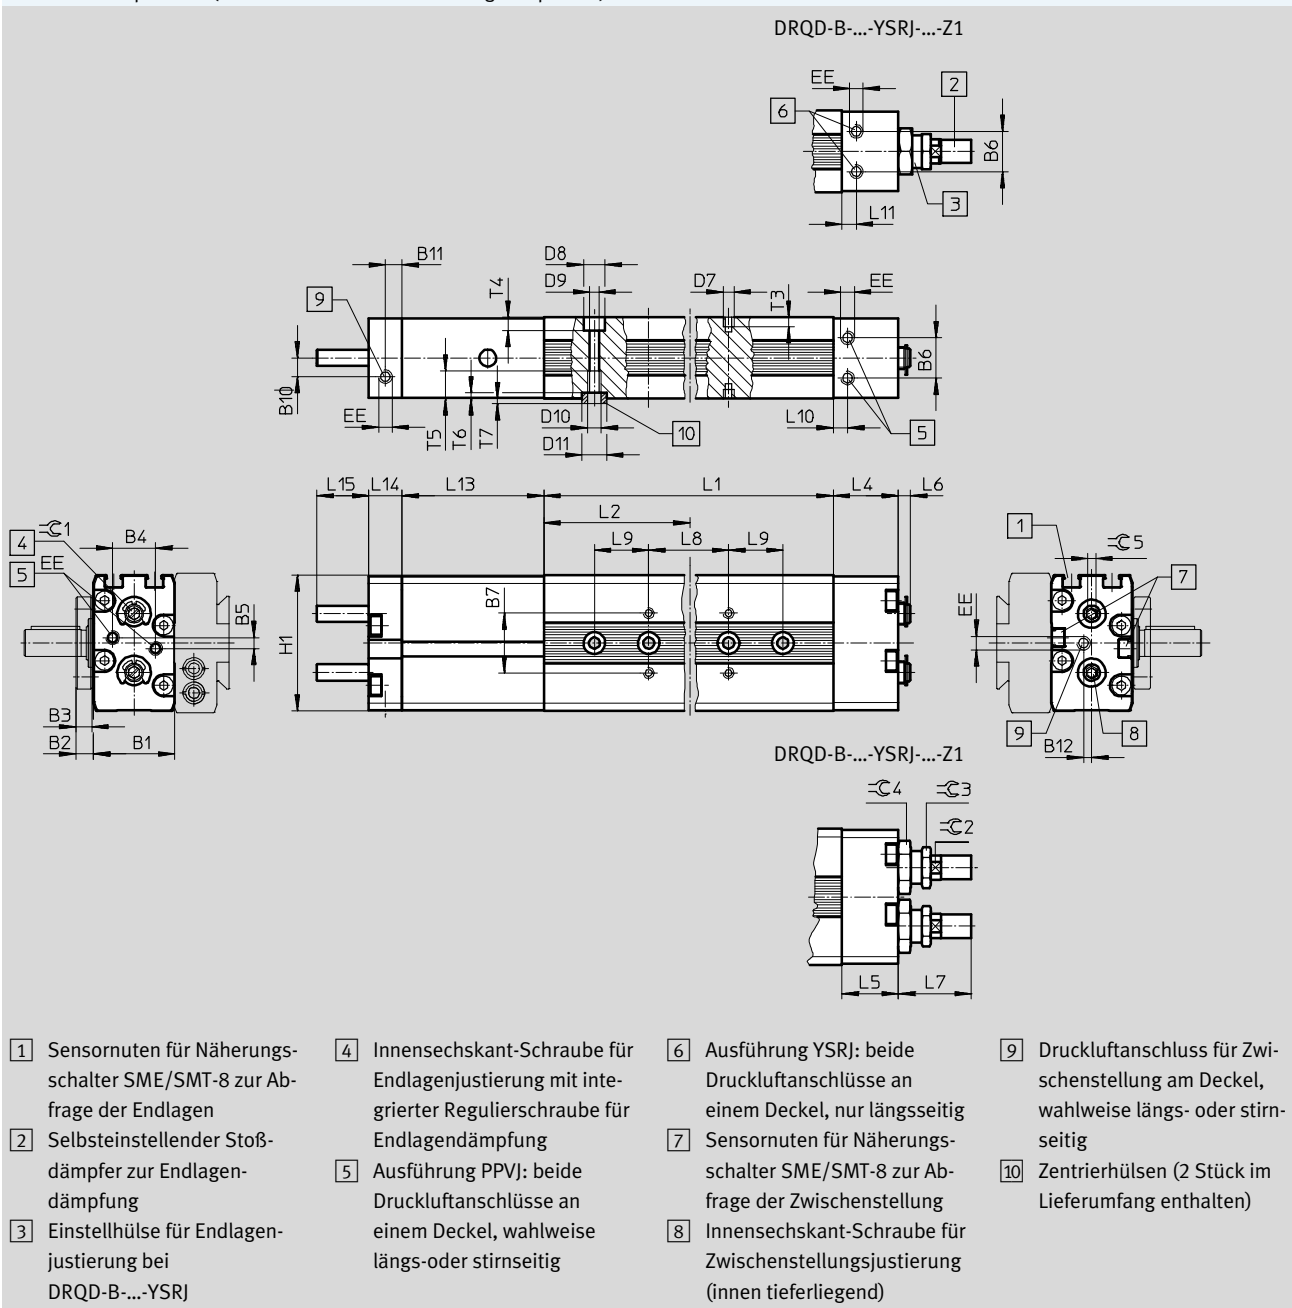 DRQD-B-...-YSRJ-...-Z1
EE
2
6
B6
3
L11
B11
D8
D9
T4
D7
T3
EE
9
B10
EE
T5
T6
T7
D10
D11
10
L10
B6
5
L15
L14
L13
L1
L4
L6
L2
L9
L8
L9
B7
H1
4
1
B4
5
EE
B5
B3
B2
B1
1
5
7
EE
9
B12
8
DRQD-B-...-YSRJ-...-Z1
4
3
2
L5
L7
1 Sensornuten für Näherungs-
schalter SME/SMT-8 zur Ab-
frage der Endlagen
2 Selbsteinstellender Stoß-
dämpfer zur Endlagen-
dämpfung
3 Einstellhülse für Endlagen-
justierung bei
DRQD-B-...-YSRJ
4 Innensechskant-Schraube für
Endlagenjustierung mit inte-
grierter Regulierschraube für
Endlagendämpfung
5 Ausführung PPVJ: beide
Druckluftanschlüsse an
einem Deckel, wahlweise
längs-oder stirnseitig
6 Ausführung YSRJ: beide
Druckluftanschlüsse an
einem Deckel, nur längsseitig
7 Sensornuten für Näherungs-
schalter SME/SMT-8 zur Ab-
frage der Zwischenstellung
8 Innensechskant-Schraube für
Zwischenstellungsjustierung
(innen tieferliegend)
9 Druckluftanschluss für Zwi-
schenstellung am Deckel,
wahlweise längs- oder stirn-
seitig
10 Zentrierhülsen (2 Stück im
Lieferumfang enthalten)